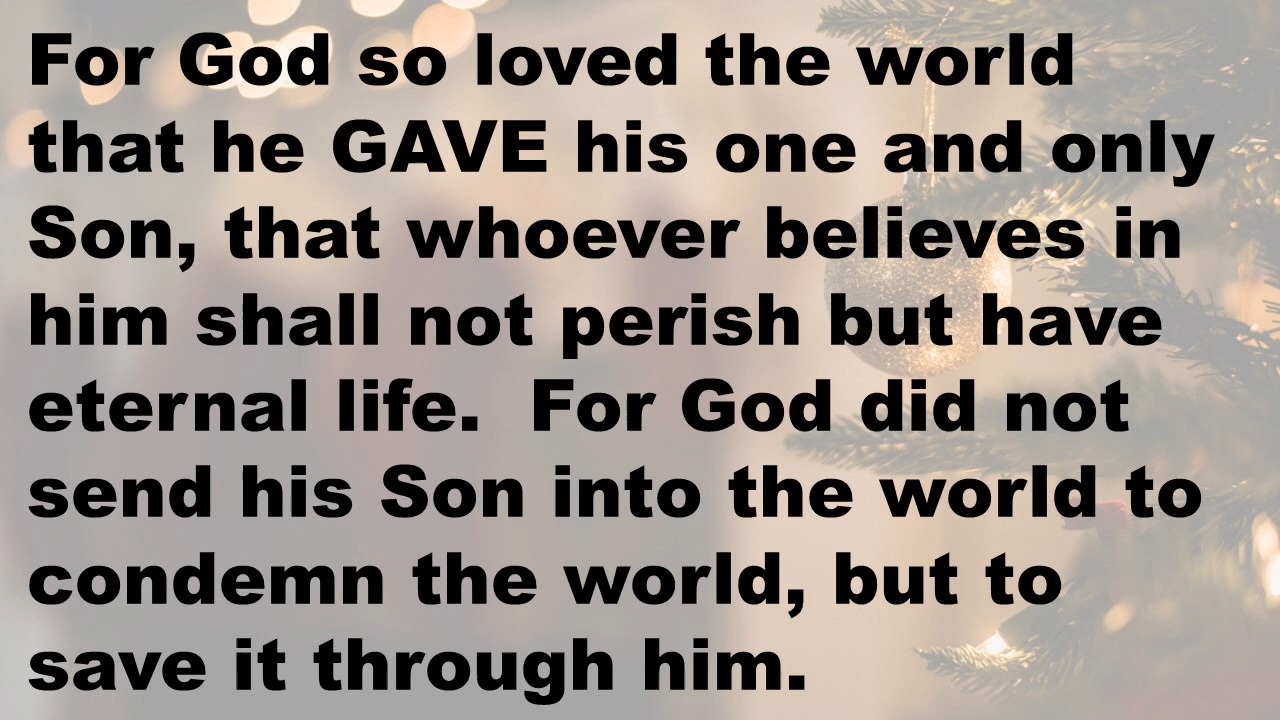 For God so loved the world
that he GAVE his one and only
Son, that whoever believes in
him shall not perish but have
eternal life.  For God did not
send his Son into the world to
condemn the world, but to
save it through him.